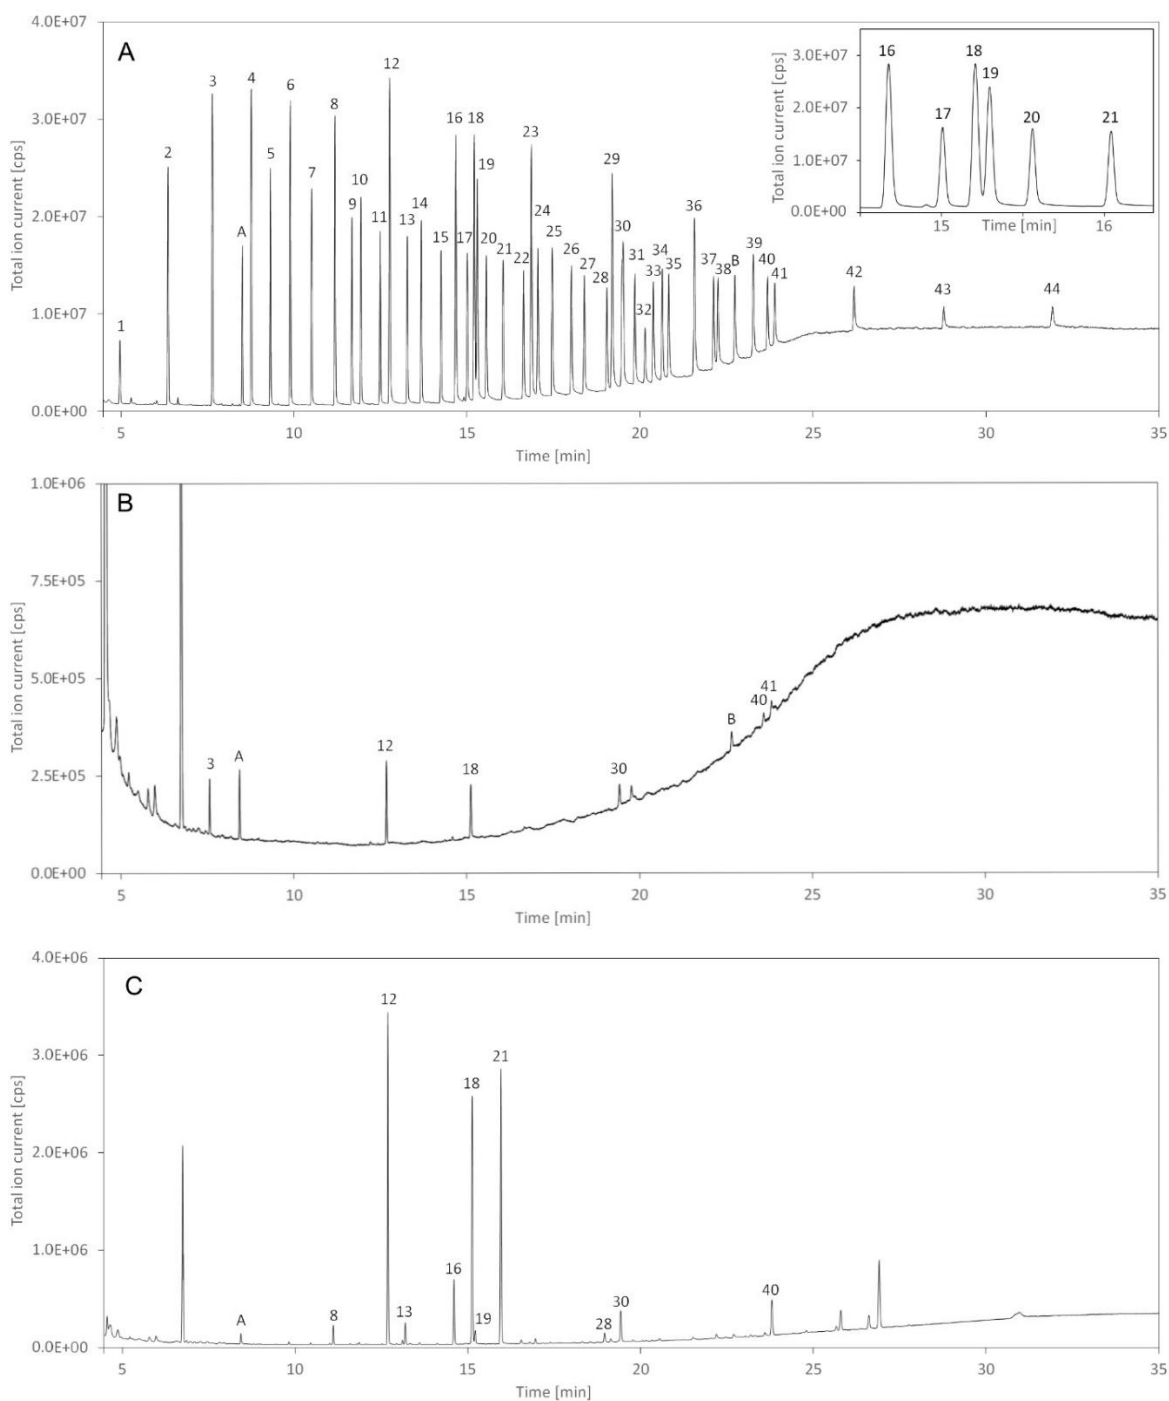 A
Total ion current [cps]
4.0E+07
3.0E+07
2.0E+07
1.0E+07
0.0E+00
1 2 3 A 4 5 6 7 8 9 10 11 12 13 14 15 16 17 18 19 20 21 22 23 24 25 26 27 28 29 30 31 32 33 34 35 36 37 38 B 39 40 41 42 43 44
5 10 15 20 25 30 35
Time [min]
Total ion current [cps]
3.0E+07
2.0E+07
1.0E+07
0.0E+00
16 17 18 19 20 21
15 16
Time [min]
B
Total ion current [cps]
1.0E+06
7.5E+05
5.0E+05
2.5E+05
0.0E+00
3 A 12 18 30 B 40 41
5 10 15 20 25 30 35
Time [min]
C
Total ion current [cps]
4.0E+06
3.0E+06
2.0E+06
1.0E+06
0.0E+00
A 8 12 13 16 18 19 21 28 30 40
5 10 15 20 25 30 35
Time [min]